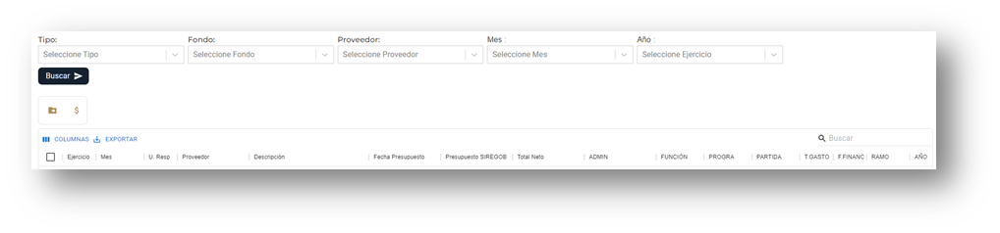 Tipo: Fondo: Proveedor: Mes : Año :
Seleccione Tipo Seleccione Fondo Seleccione Proveedor Seleccione Mes Seleccione Ejercicio
Buscar
$
COLUMNAS EXPORTAR Buscar
Ejercicio Mes U. Resp Proveedor Descripción Fecha Presupuesto Presupuesto SIREGOB Total Neto ADMIN FUNCIÓN PROGRA PARTIDA T.GASTO F.FINANC RAMO AÑO